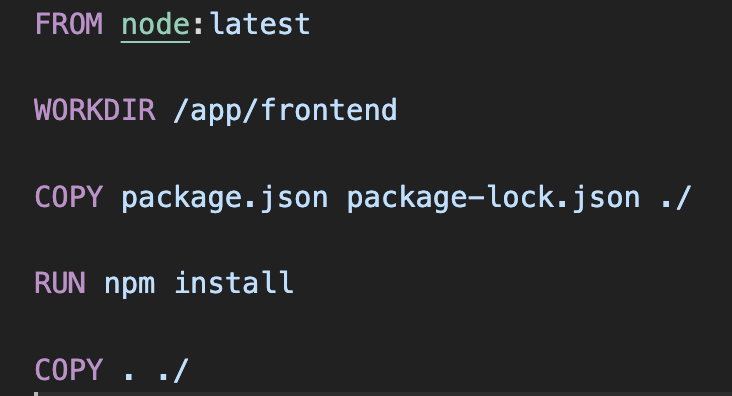 FROM node:latest
WORKDIR /app/frontend
COPY package.json package-lock.json ./
RUN npm install
COPY . ./